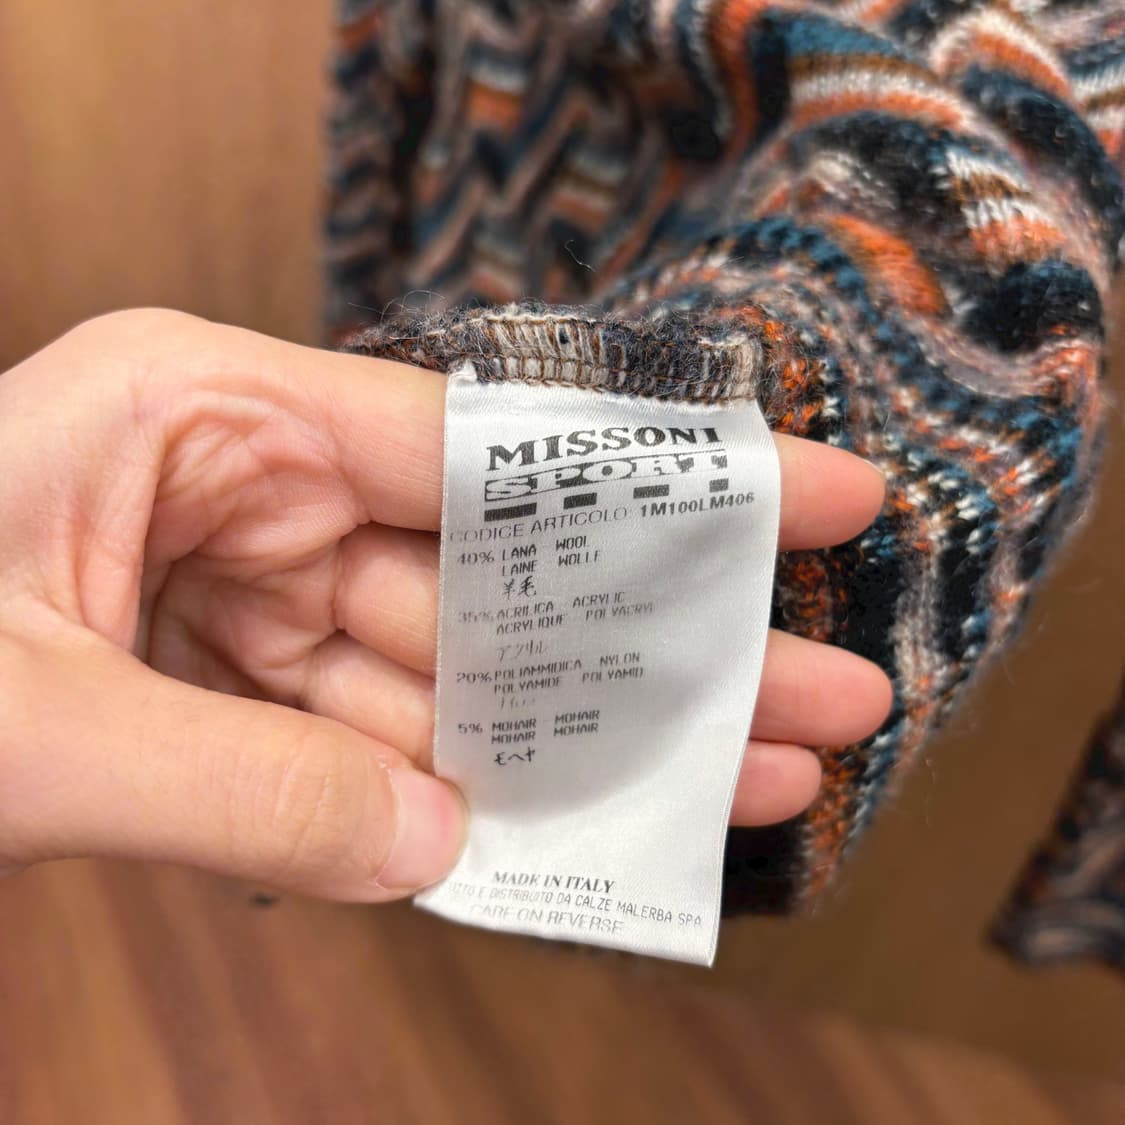 MISSONI
SPORT
CODICE ARTICOLO 1M100LM406
40% LANA WOOL
LAINE WOLLE
羊毛
35% ACRILICA - ACRYLIC
ACRYLIQUE POLYACRYL
アクリル
20% POLIAMMIDICA NYLON
POLYAMIDE POLYAMID
5% MOHAIR - MOHAIR
MOHAIR MOHAIR
モヘヤ
MADE IN ITALY
E DISTRIBUITO DA CALZE MALERBA SPA
CARE ON REVERSE